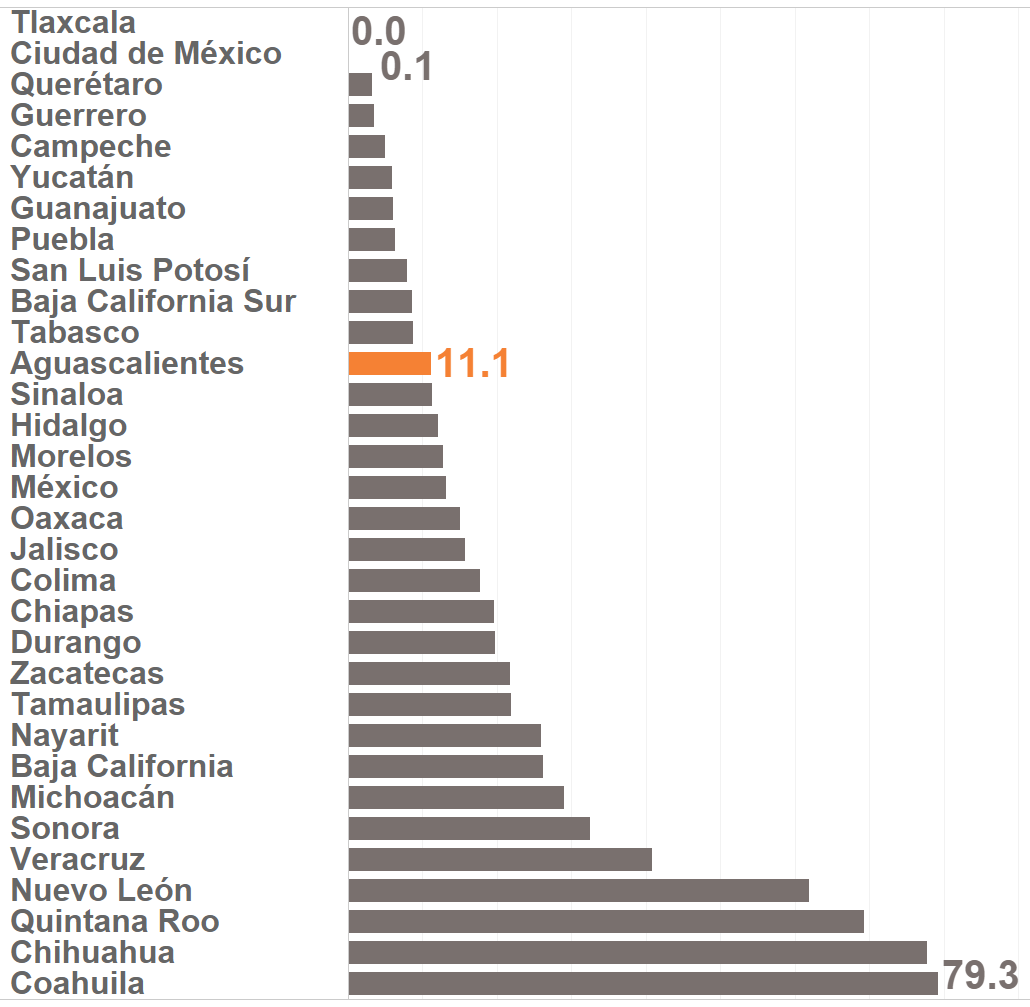 Tlaxcala 0.0
Ciudad de México 0.1
Querétaro
Guerrero
Campeche
Yucatán
Guanajuato
Puebla
San Luis Potosí
Baja California Sur
Tabasco
Aguascalientes 11.1
Sinaloa
Hidalgo
Morelos
México
Oaxaca
Jalisco
Colima
Chiapas
Durango
Zacatecas
Tamaulipas
Nayarit
Baja California
Michoacán
Sonora
Veracruz
Nuevo León
Quintana Roo
Chihuahua
Coahuila 79.3